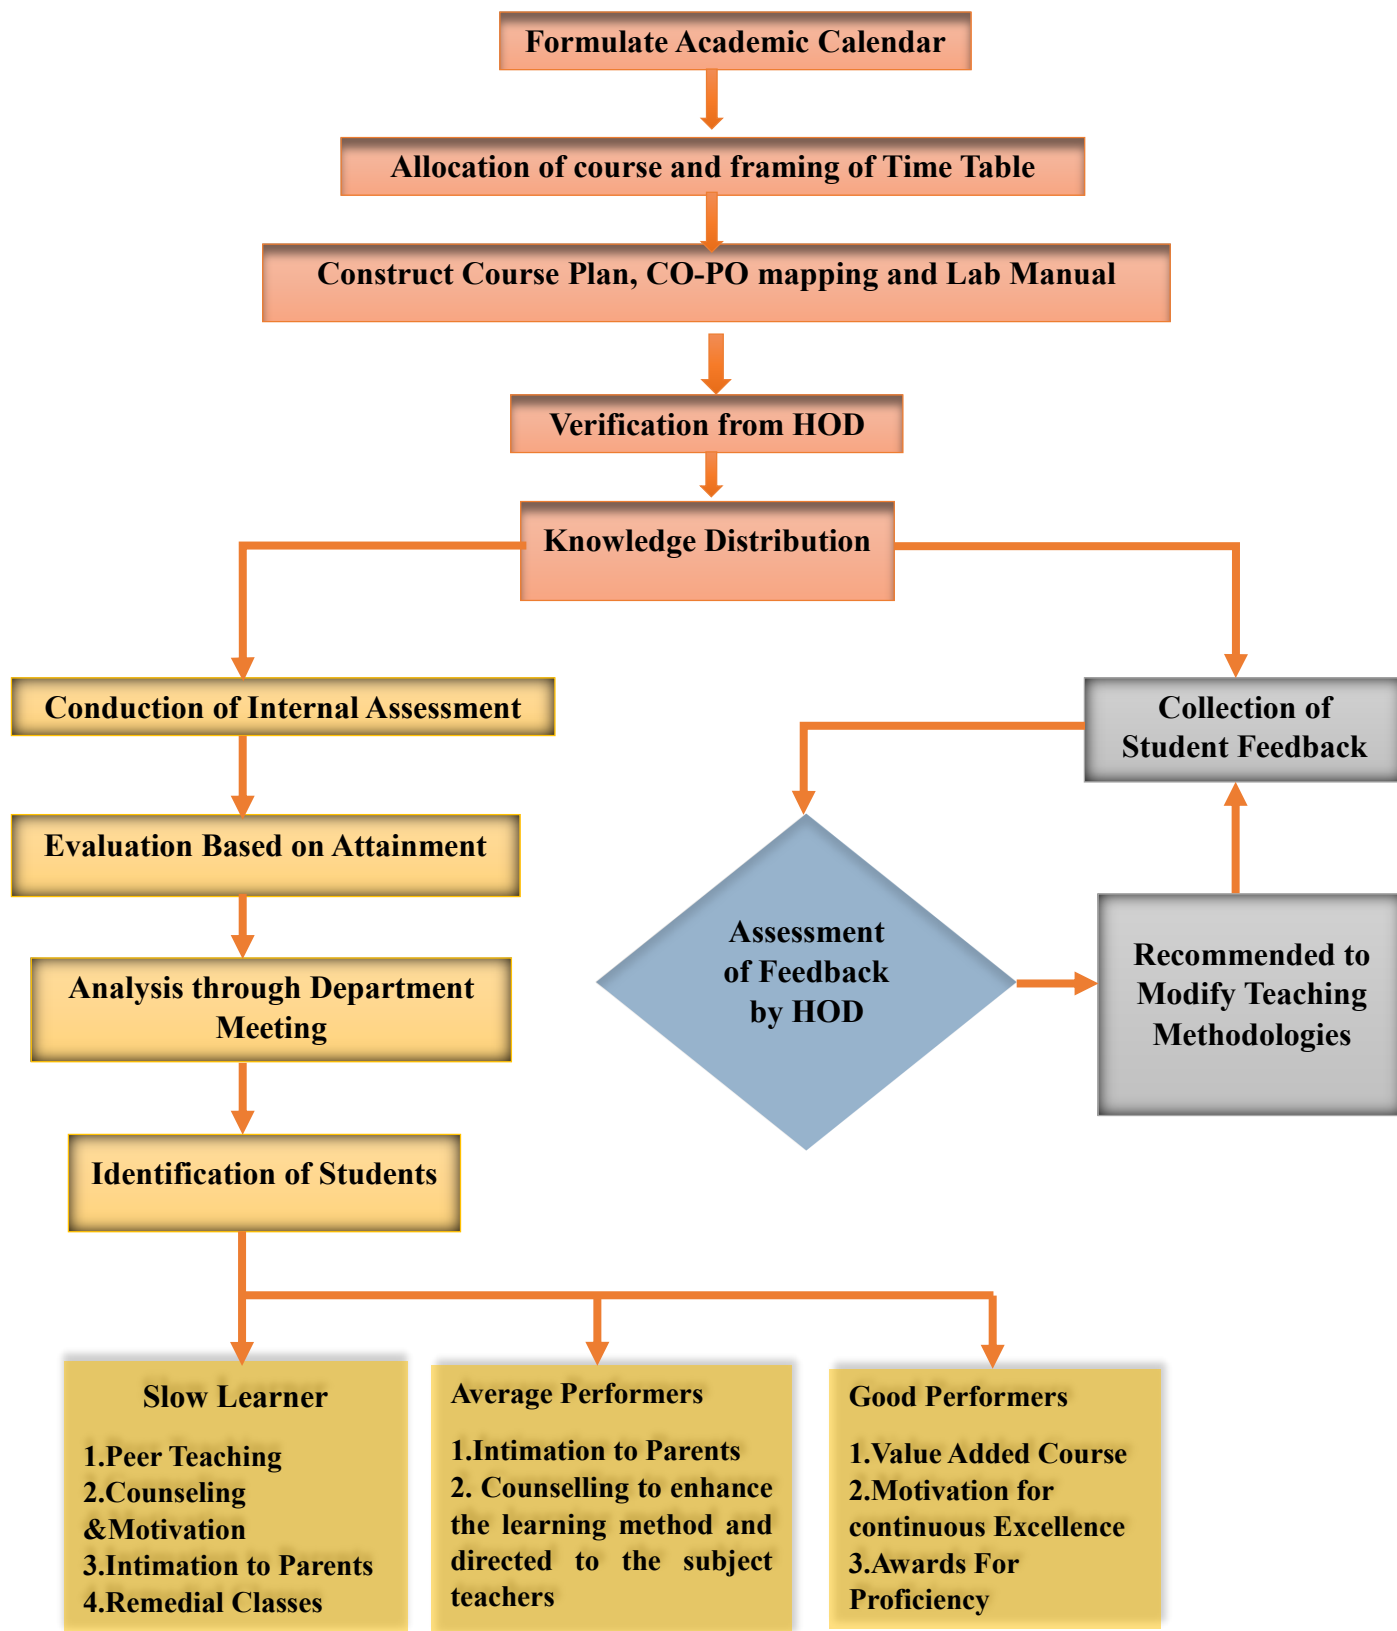 Formulate Academic Calendar
Allocation of course and framing of Time Table
Construct Course Plan, CO-PO mapping and Lab Manual
Verification from HOD
Knowledge Distribution
Conduction of Internal Assessment
Evaluation Based on Attainment
Analysis through Department
Meeting
Identification of Students
Collection of
Student Feedback
Assessment
of Feedback
by HOD
Recommended to
Modify Teaching
Methodologies
Slow Learner
1.Peer Teaching
2.Counseling
&Motivation
3.Intimation to Parents
4.Remedial Classes
Average Performers
1.Intimation to Parents
2. Counselling to enhance
the learning method and
directed to the subject
teachers
Good Performers
1.Value Added Course
2.Motivation for
continuous Excellence
3.Awards For
Proficiency